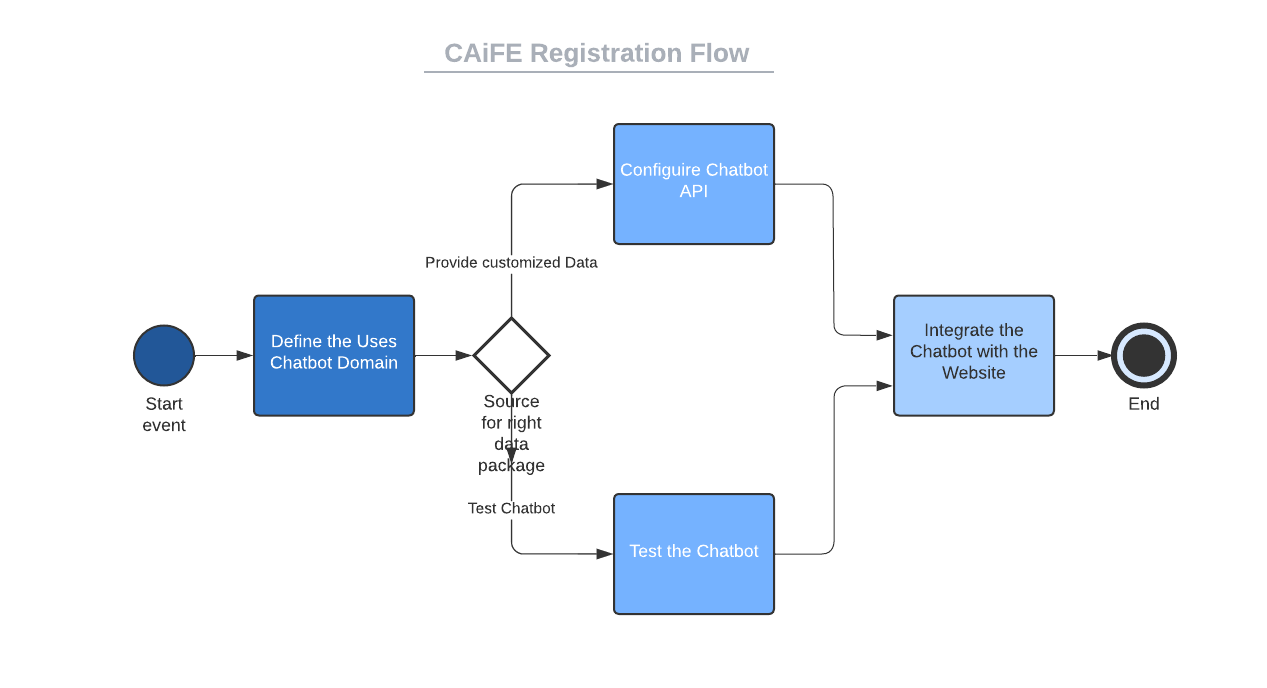 CAiFE Registration Flow
Configuire Chatbot
API
Provide customized Data
Define the Uses
Chatbot Domain
Integrate the
Chatbot with the
Website
Start
event
Source
for right
data
package
End
Test Chatbot
Test the Chatbot